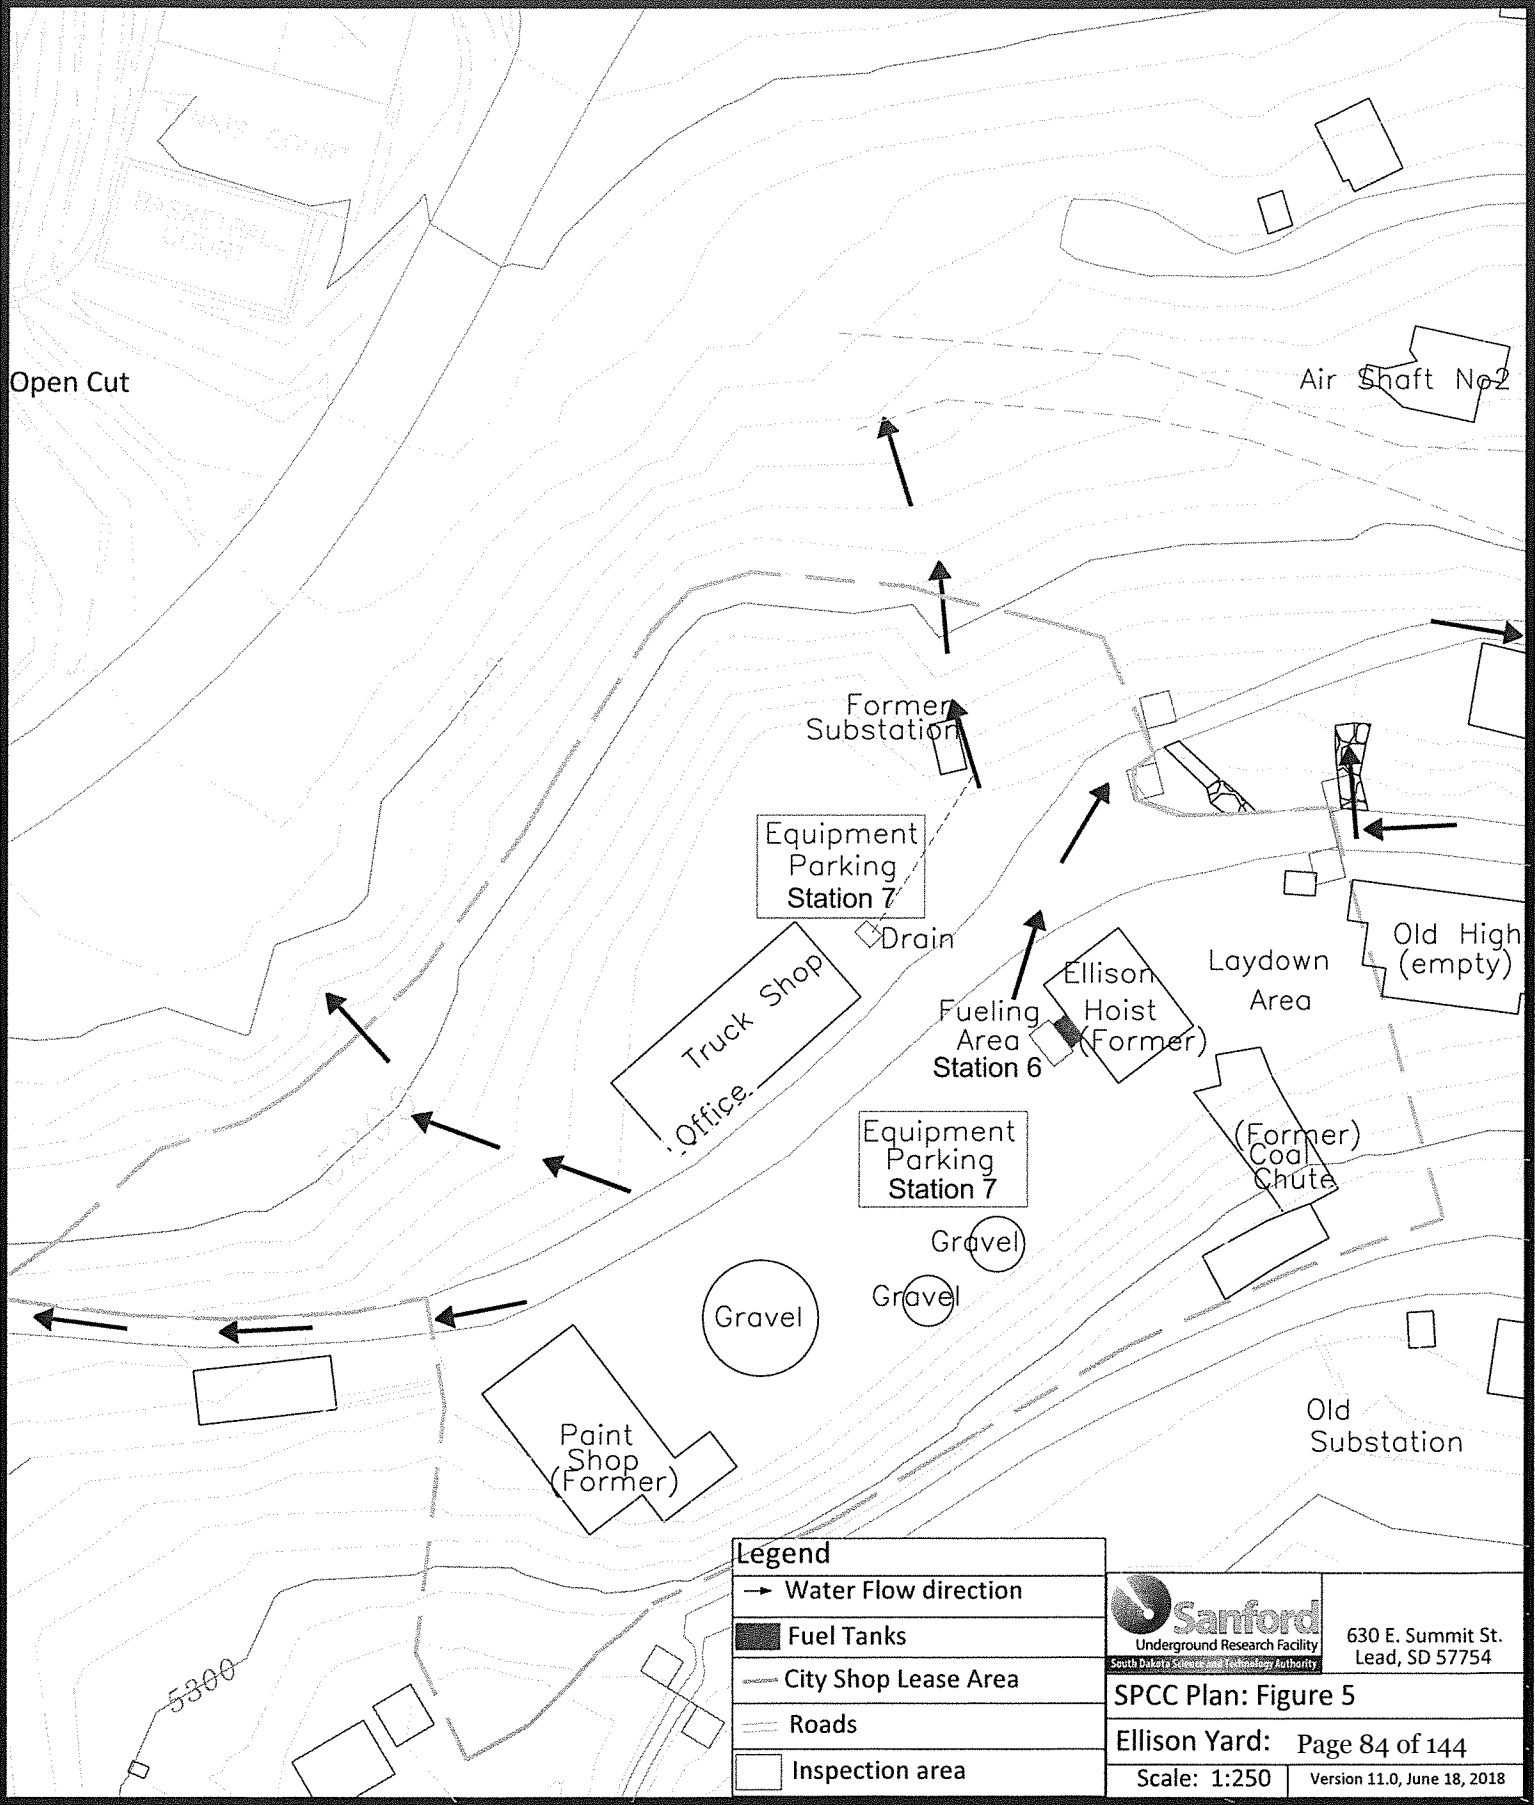 TENNIS COURT
BASKETBALL
COURT
Open Cut
Air Shaft No2
Former
Substation
Equipment
Parking
Station 7
Drain
Truck Shop
Office
Ellison
Hoist
(Former)
Fueling
Area
Station 6
Laydown
Area
Old High
(empty)
Equipment
Parking
Station 7
(Former)
Coal
Chute
Gravel
Gravel
Gravel
Paint
Shop
(Former)
Old
Substation
5300
Legend
Water Flow direction
Fuel Tanks
City Shop Lease Area
Roads
Inspection area
Sanford
Underground Research Facility
South Dakota Science and Technology Authority
630 E. Summit St.
Lead, SD 57754
SPCC Plan: Figure 5
Ellison Yard: Page 84 of 144
Scale: 1:250
Version 11.0, June 18, 2018